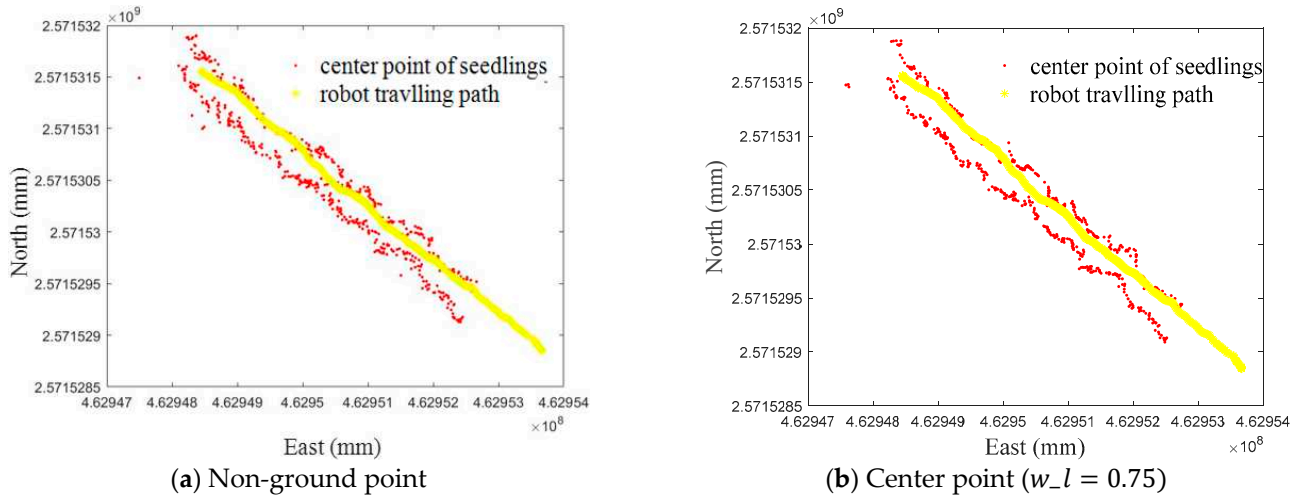 ×10⁹
2.571532
2.5715315
2.571531
2.5715305
2.57153
2.5715295
2.571529
2.5715285
North (mm)
center point of seedlings
robot travlling path
4.62947 4.62948 4.62949 4.6295 4.62951 4.62952 4.62953 4.62954
×10⁸
East (mm)
(a) Non-ground point
×10⁹
2.571532
2.5715315
2.571531
2.5715305
2.57153
2.5715295
2.571529
2.5715285
North (mm)
center point of seedlings
robot travlling path
4.62947 4.62948 4.62949 4.6295 4.62951 4.62952 4.62953 4.62954
×10⁸
East (mm)
(b) Center point (w_l = 0.75)